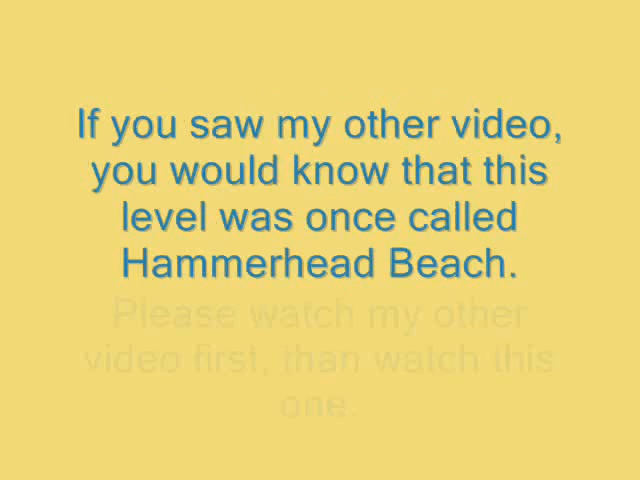 If you saw my other video,
you would know that this
level was once called
Hammerhead Beach.
Please watch my other
video first, than watch this
one.